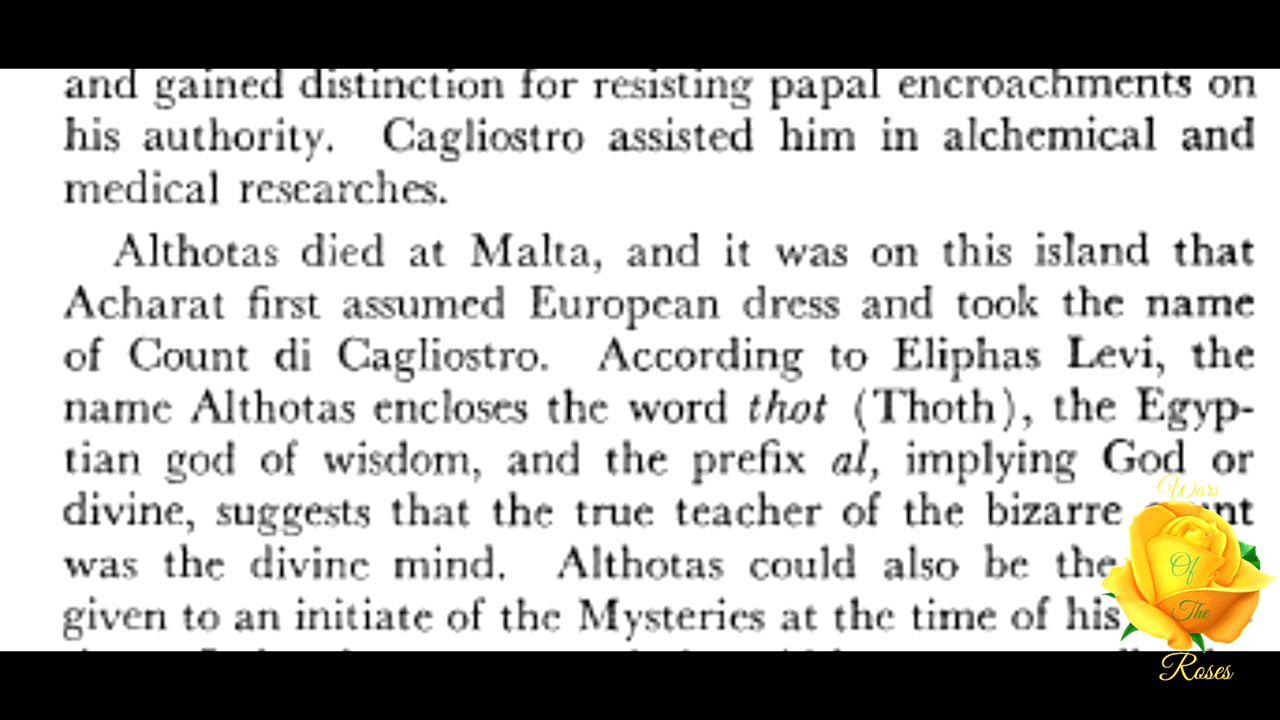 and gained distinction for resisting papal encroachments on
his authority. Cagliostro assisted him in alchemical and
medical researches.
Althotas died at Malta, and it was on this island that
Acharat first assumed European dress and took the name
of Count di Cagliostro. According to Eliphas Levi, the
name Althotas encloses the word thot (Thoth), the Egyp-
tian god of wisdom, and the prefix al, implying God or
divine, suggests that the true teacher of the bizarre
was the divine mind. Althotas could also be the
given to an initiate of the Mysteries at the time of his
Wars
Of
The
Roses